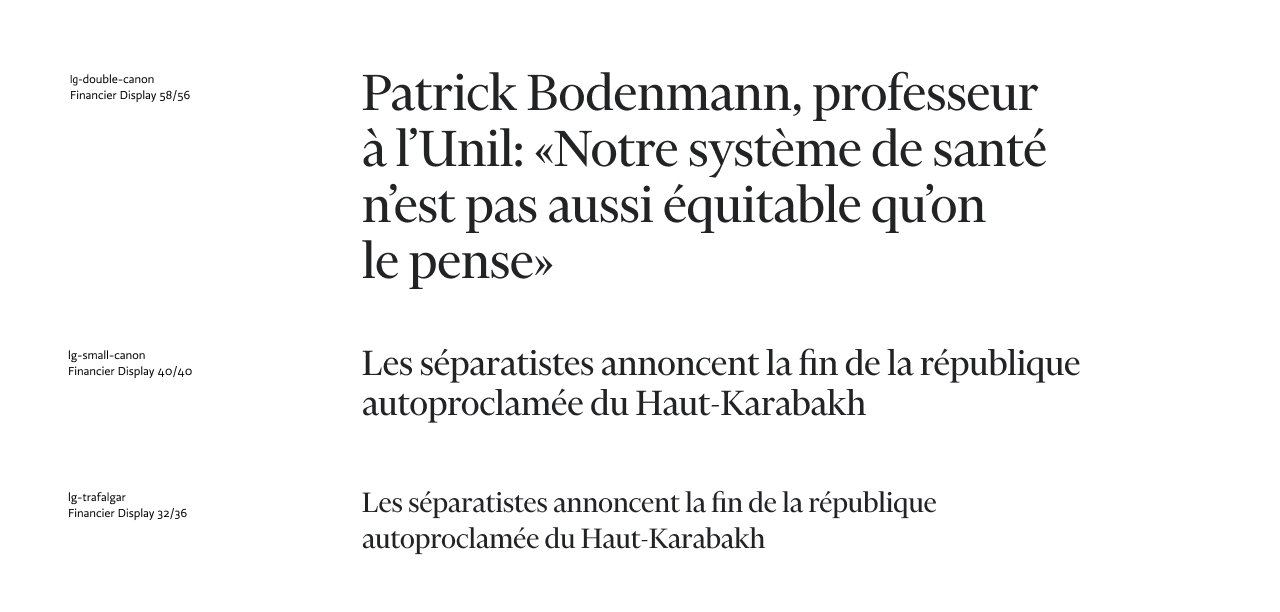 lg-double-canon
Financier Display 58/56
Patrick Bodenmann, professeur
à l’Unil: «Notre système de santé
n’est pas aussi équitable qu’on
le pense»
lg-small-canon
Financier Display 40/40
Les séparatistes annoncent la fin de la république
autoproclamée du Haut-Karabakh
lg-trafalgar
Financier Display 32/36
Les séparatistes annoncent la fin de la république
autoproclamée du Haut-Karabakh